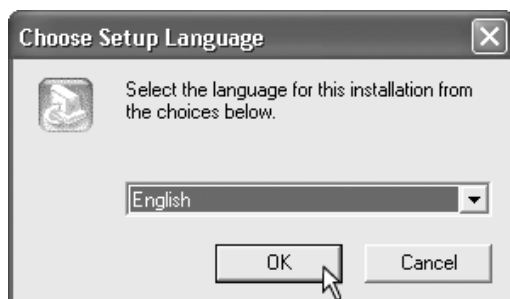 Choose Setup Language
Select the language for this installation from
the choices below.
English
OK
Cancel